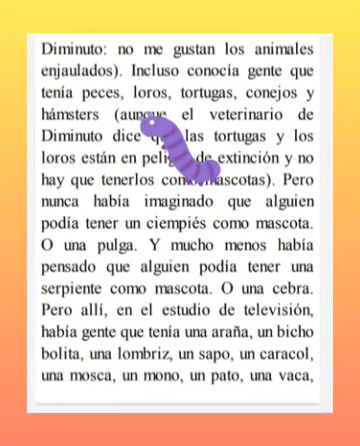 Diminuto: no me gustan los animales
enjaulados). Incluso conocía gente que
tenía peces, loros, tortugas, conejos y
hámsters (aunque el veterinario de
Diminuto dice que las tortugas y los
loros están en peligro de extinción y no
hay que tenerlos como mascotas). Pero
nunca había imaginado que alguien
podía tener un ciempiés como mascota.
O una pulga. Y mucho menos había
pensado que alguien podía tener una
serpiente como mascota. O una cebra.
Pero allí, en el estudio de televisión,
había gente que tenía una araña, un bicho
bolita, una lombriz, un sapo, un caracol,
una mosca, un mono, un pato, una vaca,